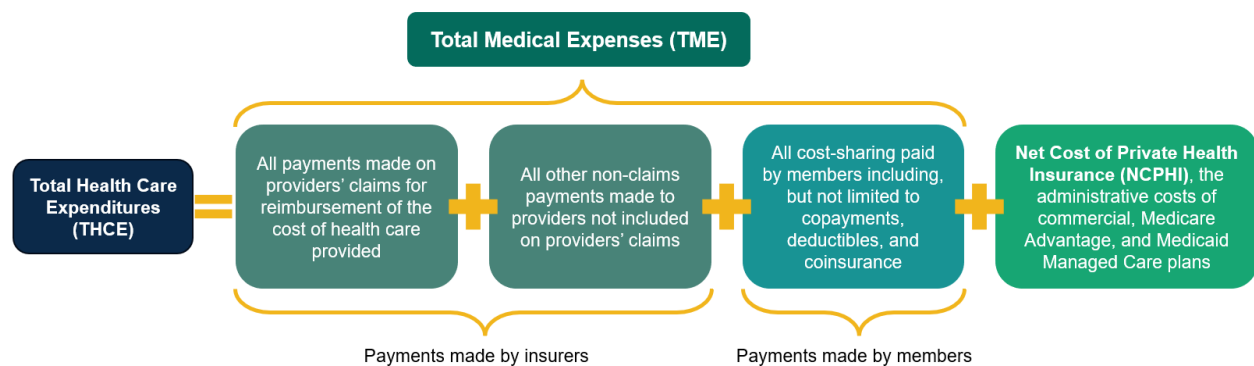 Total Medical Expenses (TME)
Total Health Care
Expenditures
(THCE)
All payments made on
providers’ claims for
reimbursement of the
cost of health care
provided
All other non-claims
payments made to
providers not included
on providers’ claims
All cost-sharing paid
by members including,
but not limited to
copayments,
deductibles, and
coinsurance
Net Cost of Private Health
Insurance (NCPHI), the
administrative costs of
commercial, Medicare
Advantage, and Medicaid
Managed Care plans
Payments made by insurers
Payments made by members